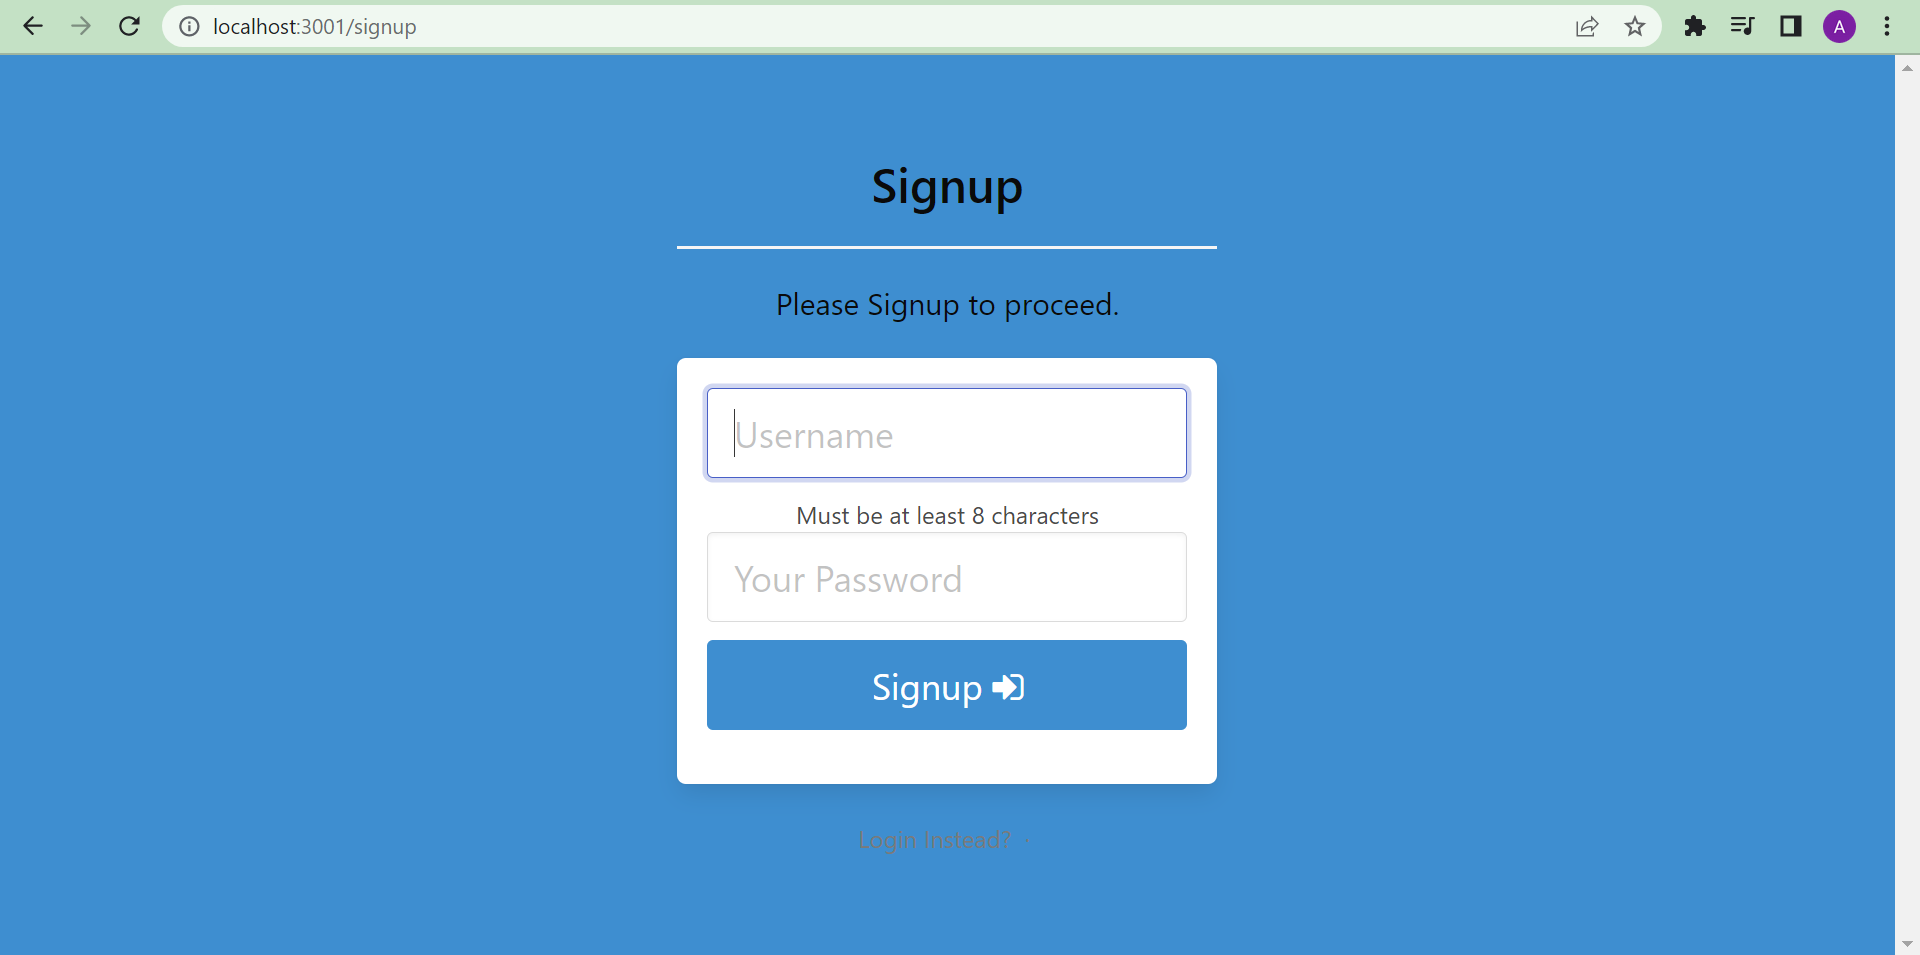 localhost:3001/signup
A
Signup
Please Signup to proceed.
Username
Must be at least 8 characters
Your Password
Signup
Login Instead? ·